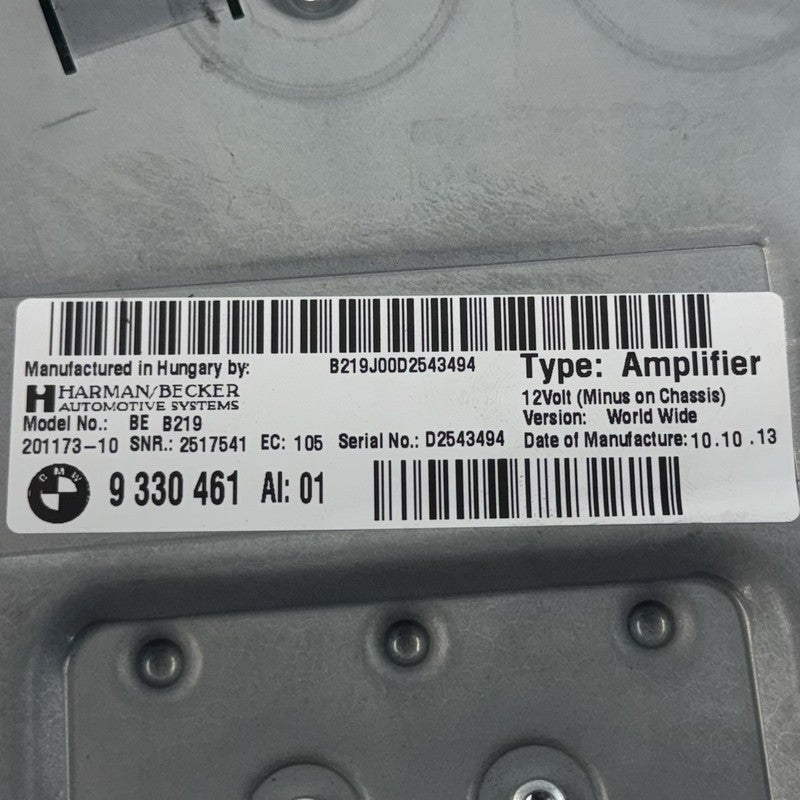 Manufactured in Hungary by:
B219J00D2543494
Type: Amplifier
HARMAN/BECKER
AUTOMOTIVE SYSTEMS
12Volt (Minus on Chassis)
Model No.: BE B219
Version: World Wide
201173-10 SNR.: 2517541 EC: 105 Serial No.: D2543494 Date of Manufacture: 10.10.13
BMW 9 330 461 AI: 01